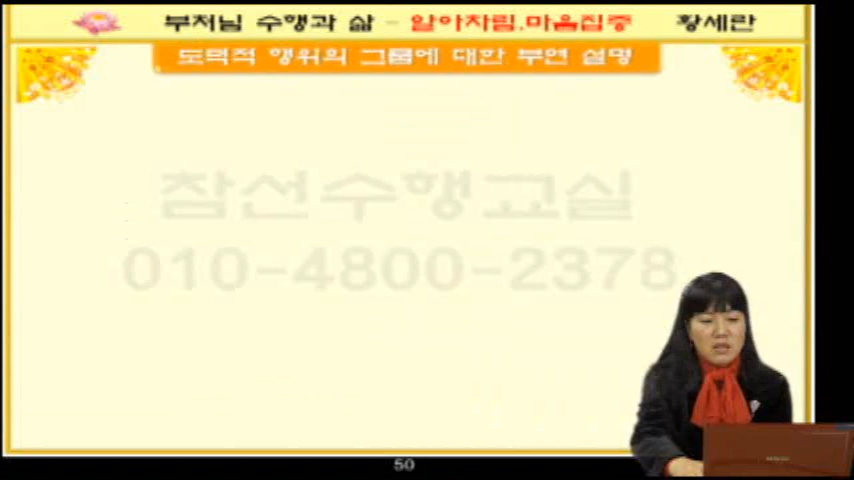 부처님 수행과 삶 - 알아차림.마음집중 황세란
도덕적 행위의 그룹에 대한 부연 설명
참선수행교실
010-4800-2378
50